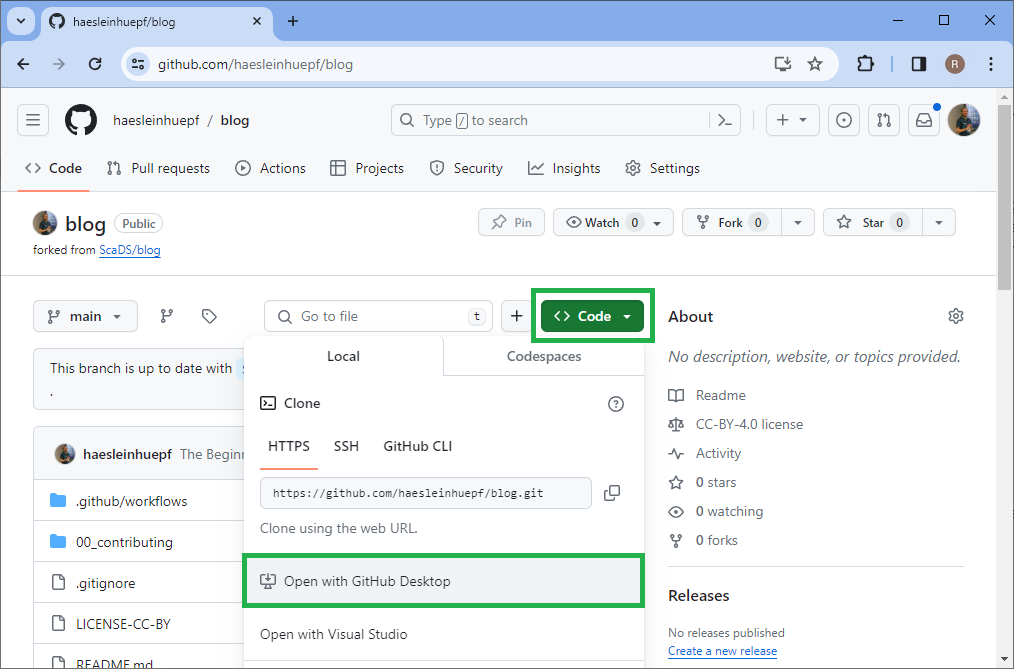 haesleinhuepf/blog
github.com/haesleinhuepf/blog
R
haesleinhuepf / blog
Type / to search
Code Pull requests Actions Projects Security Insights Settings
blog Public
Pin Watch 0 Fork 0 Star 0
forked from ScaDS/blog
main
Go to file t
Code
Local Codespaces
This branch is up to date with
.
Clone
HTTPS SSH GitHub CLI
https://github.com/haesleinhuepf/blog.git
Clone using the web URL.
Open with GitHub Desktop
Open with Visual Studio
haesleinhuepf The
.github/workflows
00_contributing
.gitignore
LICENSE-CC-BY
README.md
About
No description, website, or topics provided.
Readme
CC-BY-4.0 license
Activity
0 stars
0 watching
0 forks
Releases
No releases published
Create a new release